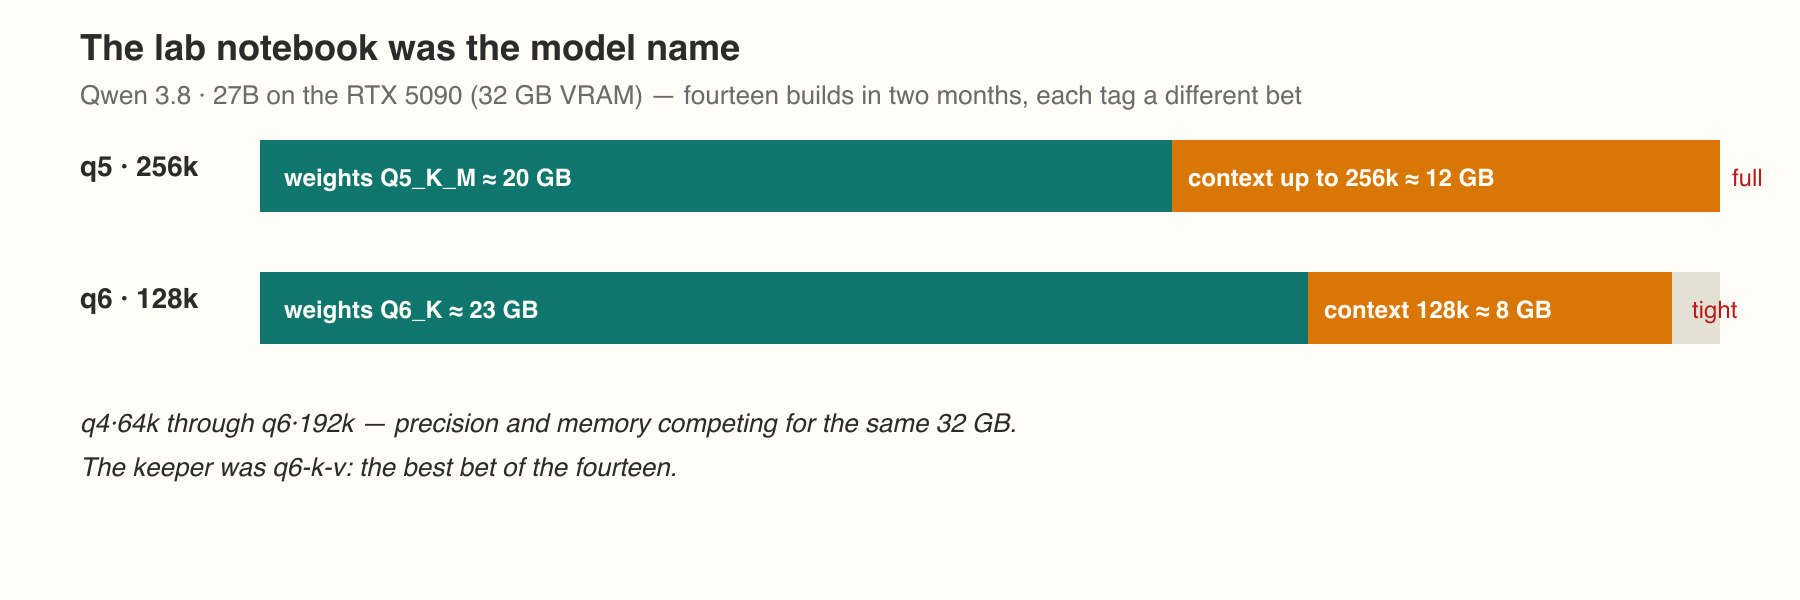 The lab notebook was the model name
Qwen 3.8 · 27B on the RTX 5090 (32 GB VRAM) — fourteen builds in two months, each tag a different bet
q5 · 256k
weights Q5_K_M ≈ 20 GB
context up to 256k ≈ 12 GB
full
q6 · 128k
weights Q6_K ≈ 23 GB
context 128k ≈ 8 GB
tight
q4·64k through q6·192k — precision and memory competing for the same 32 GB.
The keeper was q6-k-v: the best bet of the fourteen.